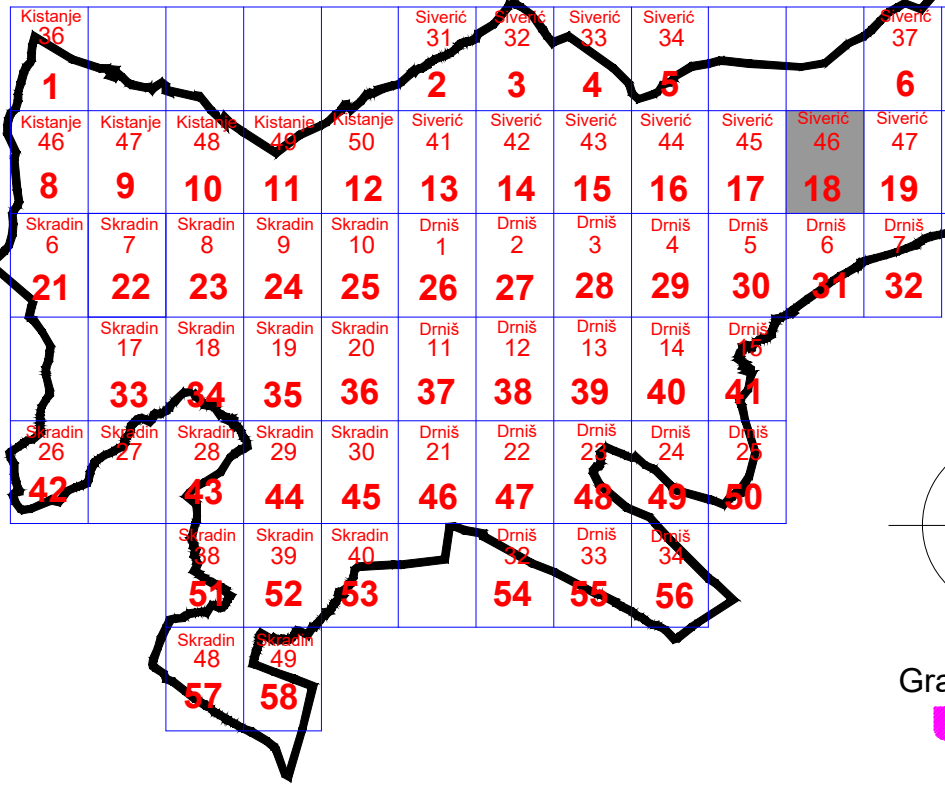 Kistanje Siverić Siverić Siverić Siverić Siverić
36 31 32 33 34 37
1 2 3 4 5 6
Kistanje Kistanje Kistanje Kistanje Kistanje Siverić Siverić Siverić Siverić Siverić Siverić Siverić
46 47 48 49 50 41 42 43 44 45 46 47
8 9 10 11 12 13 14 15 16 17 18 19
Skradin Skradin Skradin Skradin Skradin Drniš Drniš Drniš Drniš Drniš Drniš Drniš
6 7 8 9 10 1 2 3 4 5 6 7
21 22 23 24 25 26 27 28 29 30 31 32
Skradin Skradin Skradin Skradin Drniš Drniš Drniš Drniš Drniš
17 18 19 20 11 12 13 14 15
33 34 35 36 37 38 39 40 41
Skradin Skradin Skradin Skradin Skradin Drniš Drniš Drniš Drniš Drniš
26 27 28 29 30 21 22 23 24 25
42 43 44 45 46 47 48 49 50
Skradin Skradin Skradin Drniš Drniš Drniš
38 39 40 32 33 34
51 52 53 54 55 56
Skradin Skradin
48 49
57 58
Gra